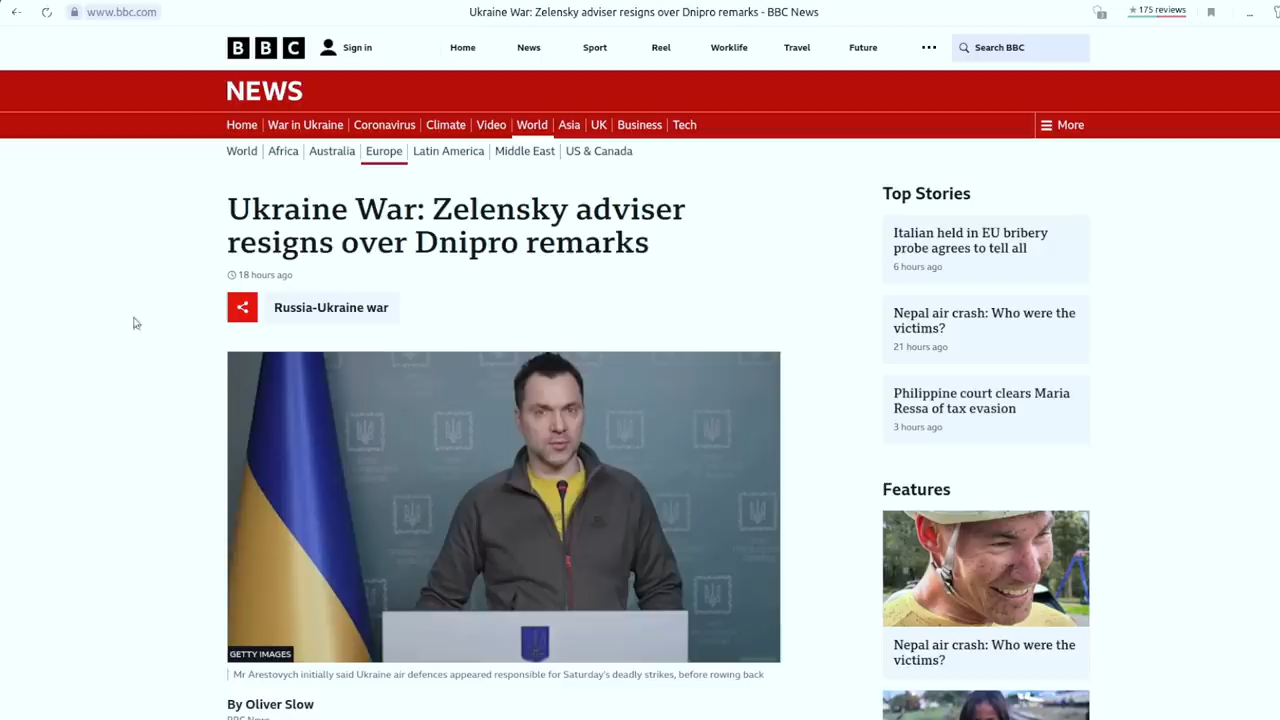 www.bbc.com
Ukraine War: Zelensky adviser resigns over Dnipro remarks - BBC News
★ 175 reviews
BBC
Sign in
Home
News
Sport
Reel
Worklife
Travel
Future
Search BBC
NEWS
Home
War in Ukraine
Coronavirus
Climate
Video
World
Asia
UK
Business
Tech
More
World
Africa
Australia
Europe
Latin America
Middle East
US & Canada
Ukraine War: Zelensky adviser
resigns over Dnipro remarks
18 hours ago
Russia-Ukraine war
GETTY IMAGES
Mr Arestovych initially said Ukraine air defences appeared responsible for Saturday's deadly strikes, before rowing back
By Oliver Slow
BBC News
Top Stories
Italian held in EU bribery
probe agrees to tell all
6 hours ago
Nepal air crash: Who were the
victims?
21 hours ago
Philippine court clears Maria
Ressa of tax evasion
3 hours ago
Features
Nepal air crash: Who were the
victims?